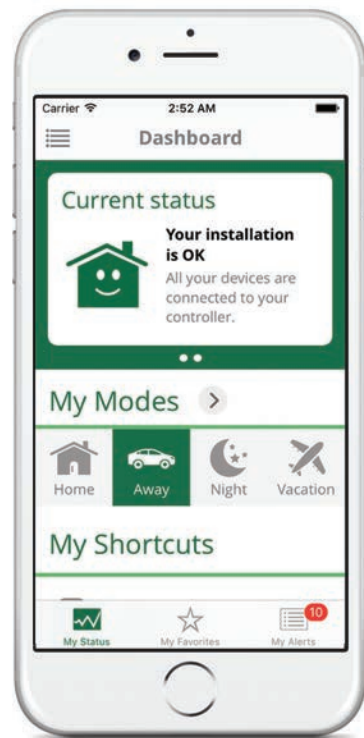 Carrier 2:52 AM
Dashboard
Current status
Your installation
is OK
All your devices are
connected to your
controller.
My Modes
Home Away Night Vacation
My Shortcuts
10
My Status My Favorites My Alerts